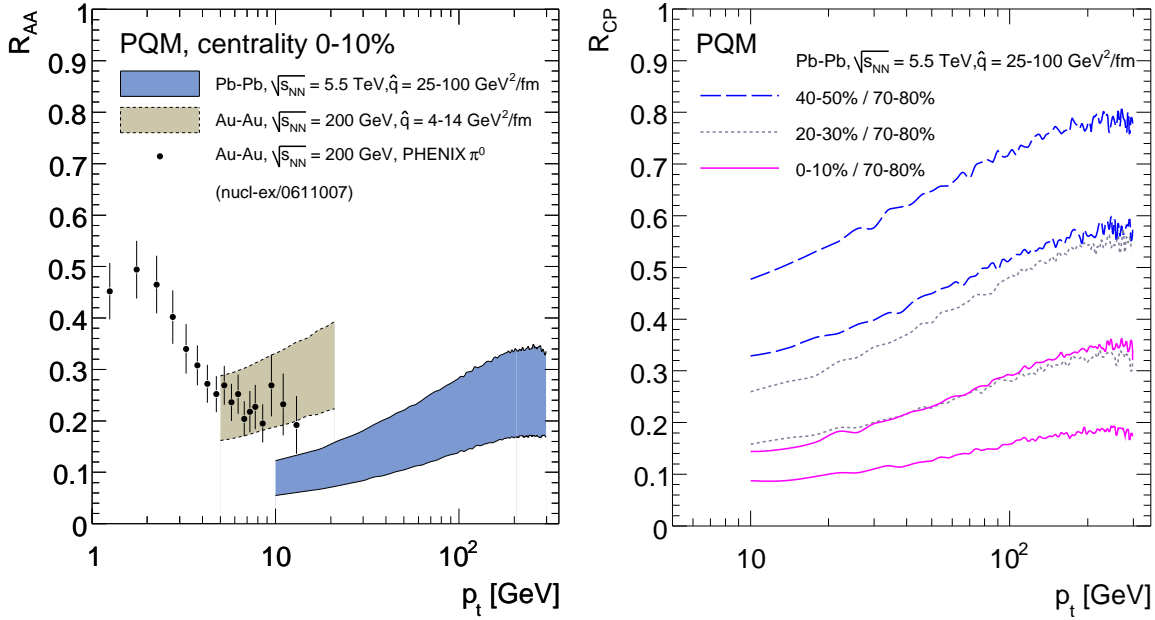 R_AA
1
0.9
0.8
0.7
0.6
0.5
0.4
0.3
0.2
0.1
0
PQM, centrality 0-10%
Pb-Pb, √s_NN = 5.5 TeV,q̂ = 25-100 GeV²/fm
Au-Au, √s_NN = 200 GeV,q̂ = 4-14 GeV²/fm
Au-Au, √s_NN = 200 GeV, PHENIX π⁰
(nucl-ex/0611007)
1
10
10²
p_t [GeV]
R_CP
1
0.9
0.8
0.7
0.6
0.5
0.4
0.3
0.2
0.1
0
PQM
Pb-Pb, √s_NN = 5.5 TeV,q̂ = 25-100 GeV²/fm
40-50% / 70-80%
20-30% / 70-80%
0-10% / 70-80%
10
10²
p_t [GeV]